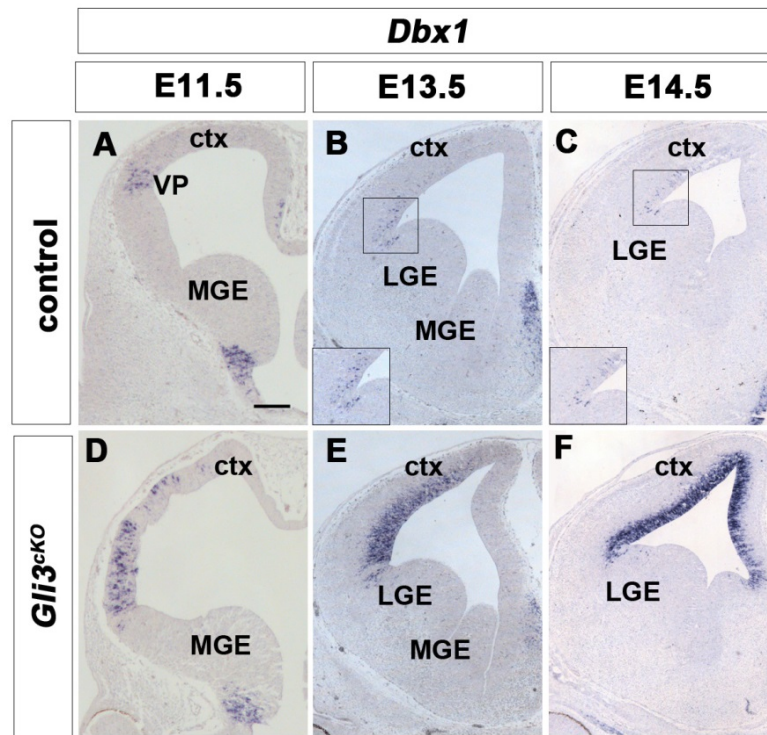 Dbx1
E11.5 E13.5 E14.5
control
A ctx VP MGE
B ctx LGE MGE
C ctx LGE
Gli3cKO
D ctx MGE
E ctx LGE MGE
F ctx LGE